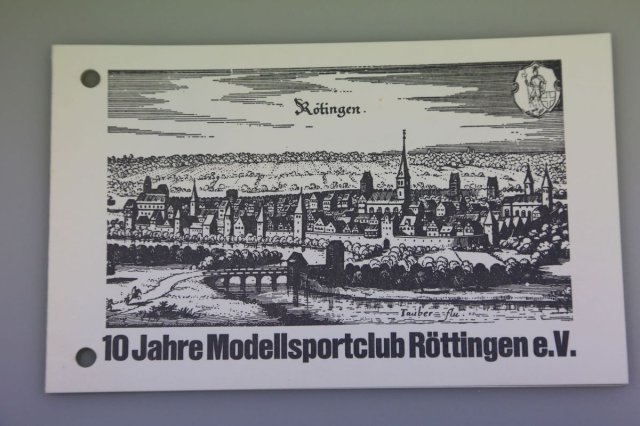 Rötingen.
Tauber flu.
10 Jahre Modellsportclub Röttingen e.V.